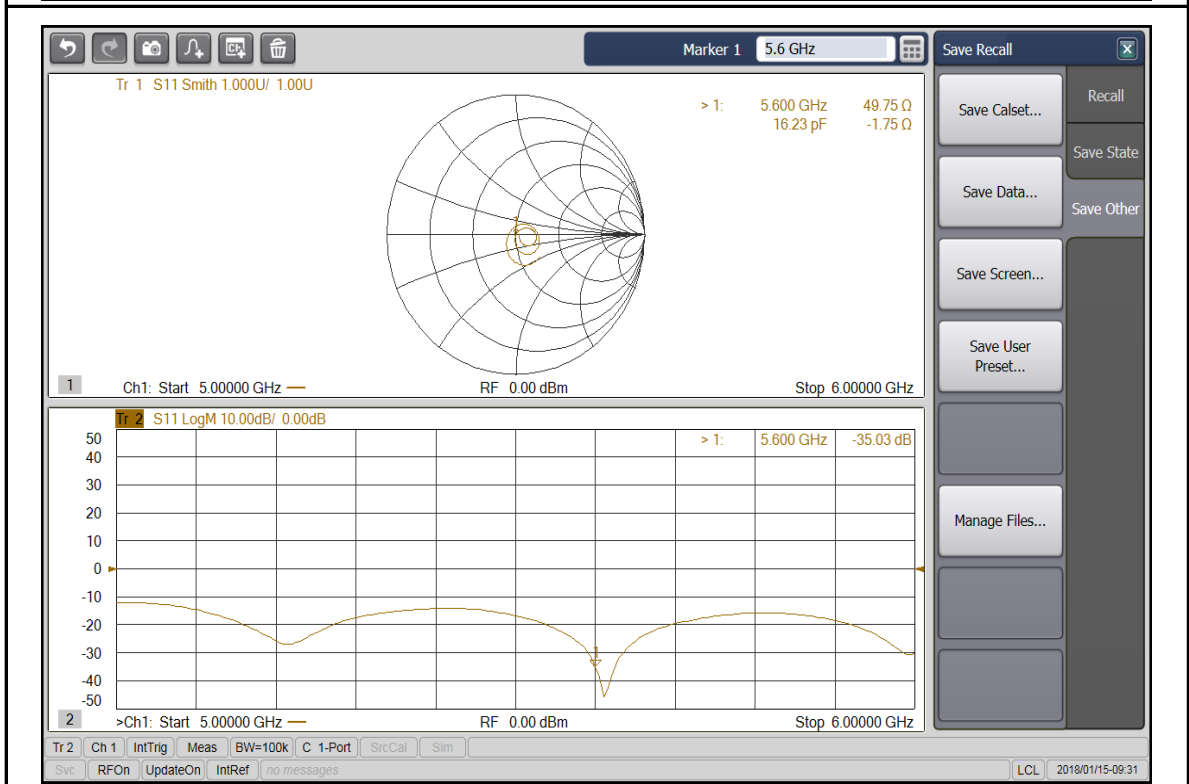 Marker 1 5.6 GHz
Save Recall
Tr 1 S11 Smith 1.000U/ 1.00U
> 1: 5.600 GHz 49.75 Ω
16.23 pF -1.75 Ω
1 Ch1: Start 5.00000 GHz RF 0.00 dBm Stop 6.00000 GHz
Tr 2 S11 LogM 10.00dB/ 0.00dB
> 1: 5.600 GHz -35.03 dB
50
40
30
20
10
0
-10
-20
-30
-40
-50
1
2 >Ch1: Start 5.00000 GHz RF 0.00 dBm Stop 6.00000 GHz
Save Calset...
Save Data...
Save Screen...
Save User
Preset...
Manage Files...
Recall
Save State
Save Other
Tr 2 Ch 1 IntTrig Meas BW=100k C 1-Port SrcCal Sim
Svc RFOn UpdateOn IntRef no messages LCL 2018/01/15-09:31